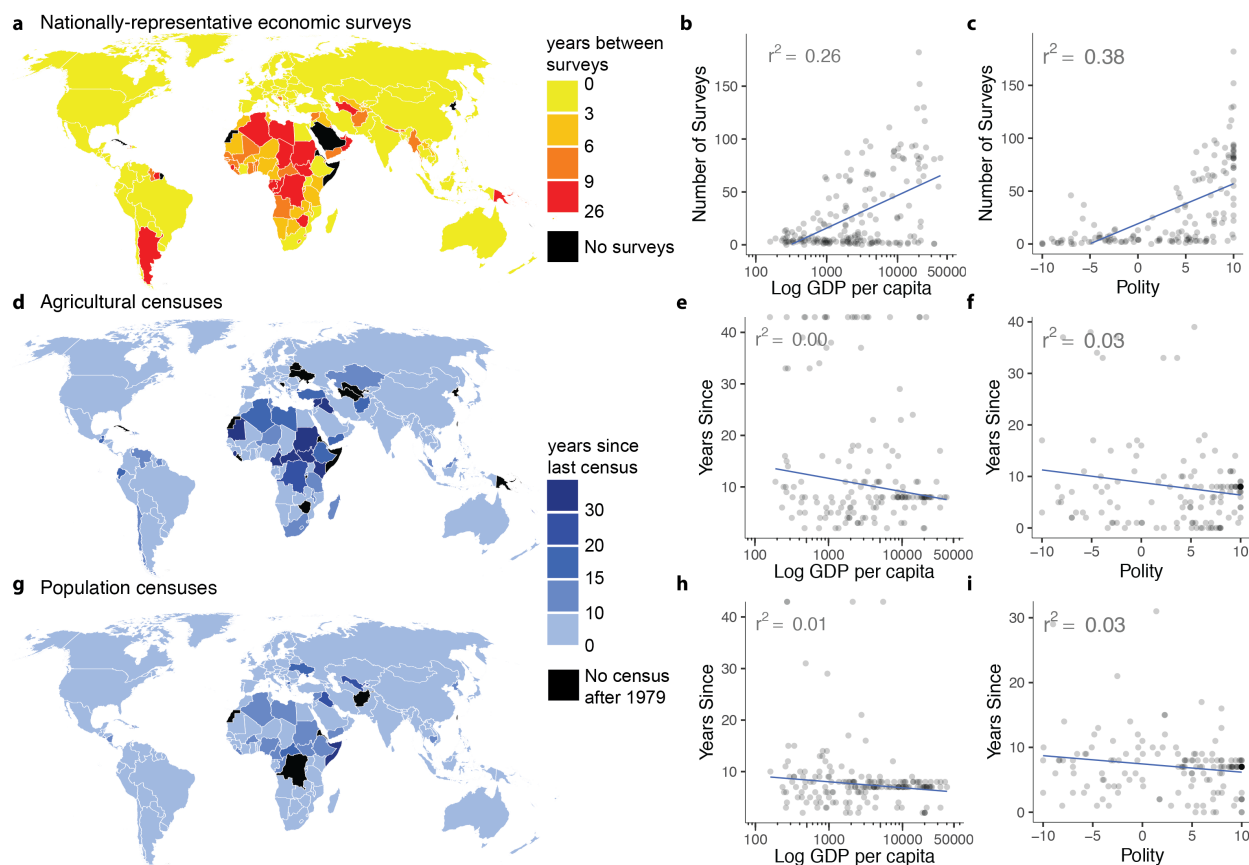 a Nationally-representative economic surveys
years between
surveys
0
3
6
9
26
No surveys
b
r² = 0.26
Number of Surveys
150
100
50
0
100 1000 10000 50000
Log GDP per capita
c
r² = 0.38
Number of Surveys
150
100
50
0
−10 −5 0 5 10
Polity
d Agricultural censuses
years since
last census
30
20
15
10
0
No census
after 1979
e
r² = 0.00
Years Since
40
30
20
10
100 1000 10000 50000
Log GDP per capita
f
r² = 0.03
Years Since
40
30
20
10
0
−10 −5 0 5 10
Polity
g Population censuses
h
r² = 0.01
Years Since
40
30
20
10
100 1000 10000 50000
Log GDP per capita
i
r² = 0.03
Years Since
30
20
10
0
−10 −5 0 5 10
Polity